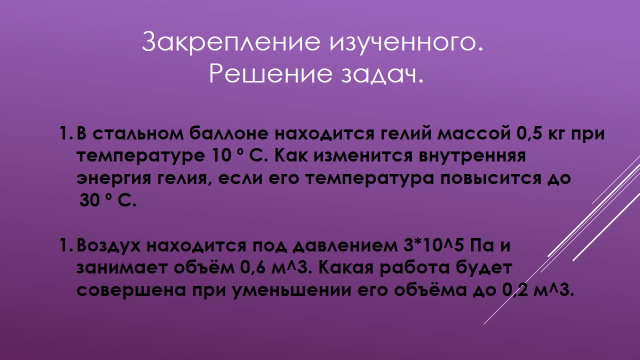 Закрепление изученного.
Решение задач.
1. В стальном баллоне находится гелий массой 0,5 кг при
температуре 10 º С. Как изменится внутренняя
энергия гелия, если его температура повысится до
30 º С.
1. Воздух находится под давлением 3*10^5 Па и
занимает объём 0,6 м^3. Какая работа будет
совершена при уменьшении его объёма до 0,2 м^3.